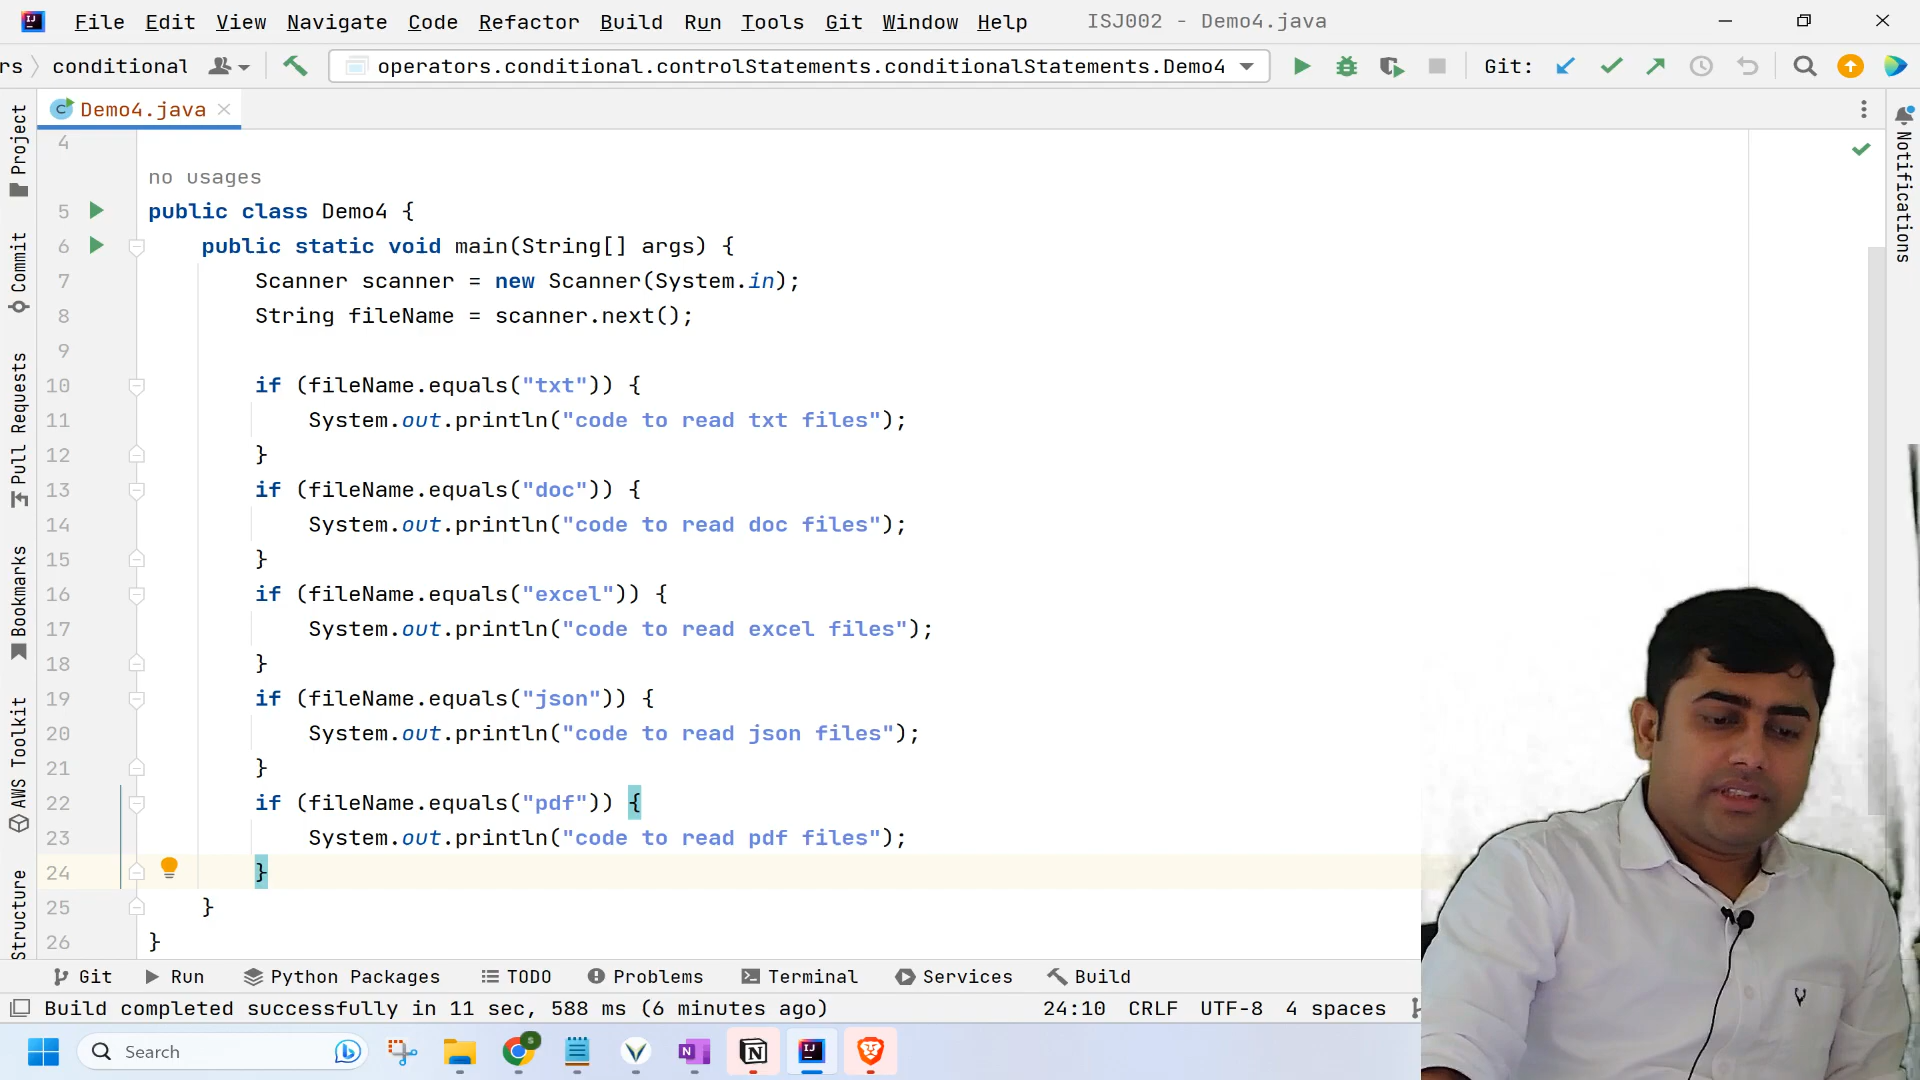 File Edit View Navigate Code Refactor Build Run Tools Git Window Help ISJ002 - Demo4.java
rs conditional operators.conditional.controlStatements.conditionalStatements.Demo4 Git:
Demo4.java
Project
Commit
Pull Requests
Bookmarks
AWS Toolkit
Structure
Notifications
4
no usages
5 public class Demo4 {
6 public static void main(String[] args) {
7 Scanner scanner = new Scanner(System.in);
8 String fileName = scanner.next();
9
10 if (fileName.equals("txt")) {
11 System.out.println("code to read txt files");
12 }
13 if (fileName.equals("doc")) {
14 System.out.println("code to read doc files");
15 }
16 if (fileName.equals("excel")) {
17 System.out.println("code to read excel files");
18 }
19 if (fileName.equals("json")) {
20 System.out.println("code to read json files");
21 }
22 if (fileName.equals("pdf")) {
23 System.out.println("code to read pdf files");
24 }
25 }
26 }
Git Run Python Packages TODO Problems Terminal Services Build
Build completed successfully in 11 sec, 588 ms (6 minutes ago) 24:10 CRLF UTF-8 4 spaces
Search